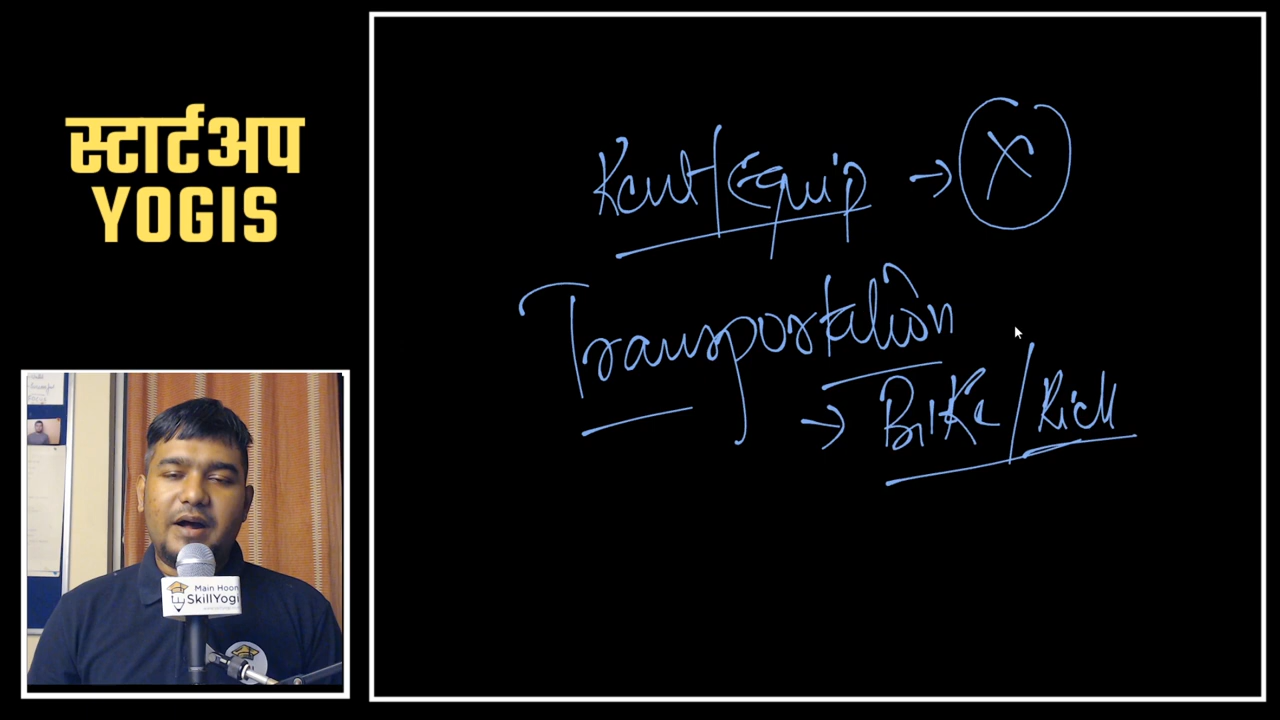 स्टार्टअप
YOGIS
Rent/Equip → X
Transportation
→ Bike/Rick
Main Hoon
SkillYogi